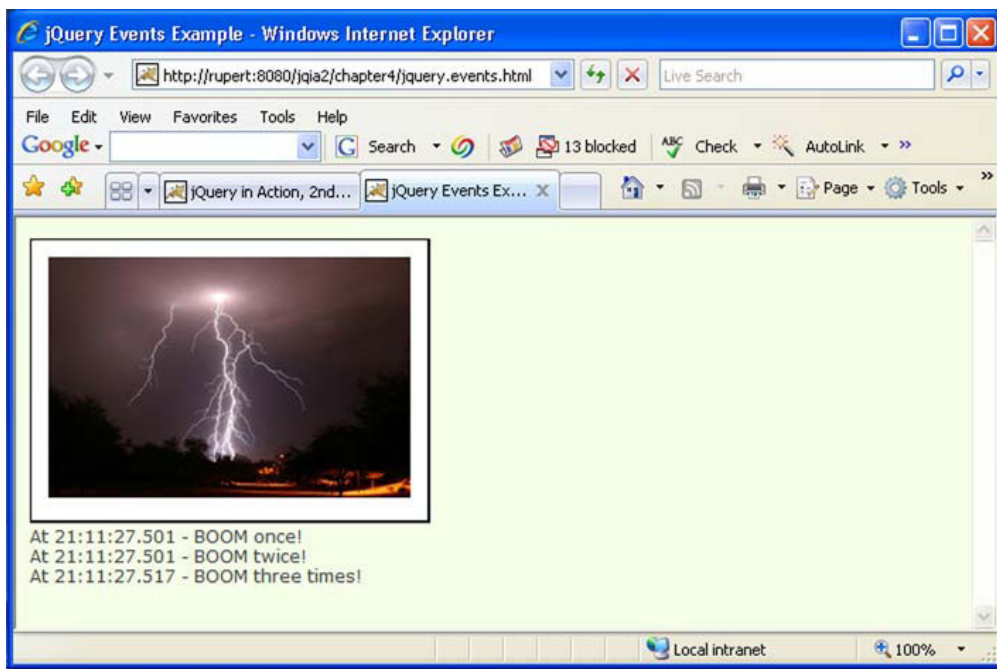 jQuery Events Example - Windows Internet Explorer
http://rupert:8080/jqia2/chapter4/jquery.events.html
Live Search
File Edit View Favorites Tools Help
Google Search 13 blocked ABC Check AutoLink »
jQuery in Action, 2nd... jQuery Events Ex... Page Tools »
At 21:11:27.501 - BOOM once!
At 21:11:27.501 - BOOM twice!
At 21:11:27.517 - BOOM three times!
Local intranet 100%